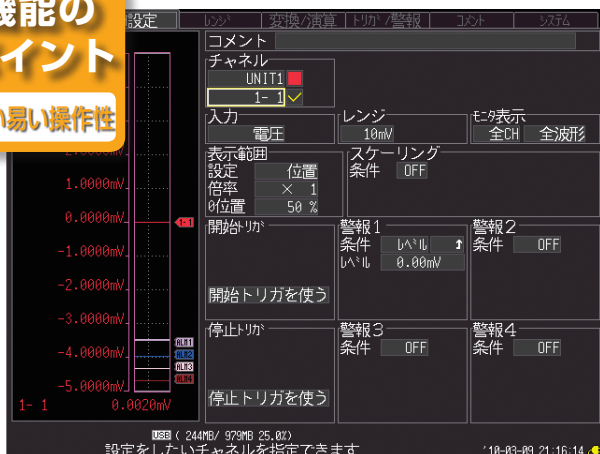 機能の
イント
い易い操作性
設定 レンジ 変換/演算 トリガ/警報 コメント システム
コメント
チャネル
UNIT1
1- 1
入力
電圧
レンジ
10mV
モニタ表示
全CH 全波形
表示範囲
設定 位置
倍率 × 1
0位置 50 %
スケーリング
条件 OFF
開始トリガ
開始トリガを使う
警報1
条件 レベル
レベル 0.00mV
警報2
条件 OFF
停止トリガ
停止トリガを使う
警報3
条件 OFF
警報4
条件 OFF
1.0000mV
0.0000mV
1-1
-1.0000mV
-2.0000mV
-3.0000mV
ALM1
-4.0000mV
ALM2
ALM3
ALM4
-5.0000mV
1- 1 0.0020mV
USB ( 244MB/ 979MB 25.0%)
設定をしたいチャネルを指定できます
'10-03-09 21:16:14